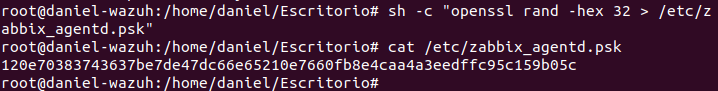 root@daniel-wazuh:/home/daniel/Escritorio# sh -c "openssl rand -hex 32 > /etc/z
abbix_agentd.psk"
root@daniel-wazuh:/home/daniel/Escritorio# cat /etc/zabbix_agentd.psk
120e70383743637be7de47dc66e65210e7660fb8e4caa4a3eedffc95c159b05c
root@daniel-wazuh:/home/daniel/Escritorio#